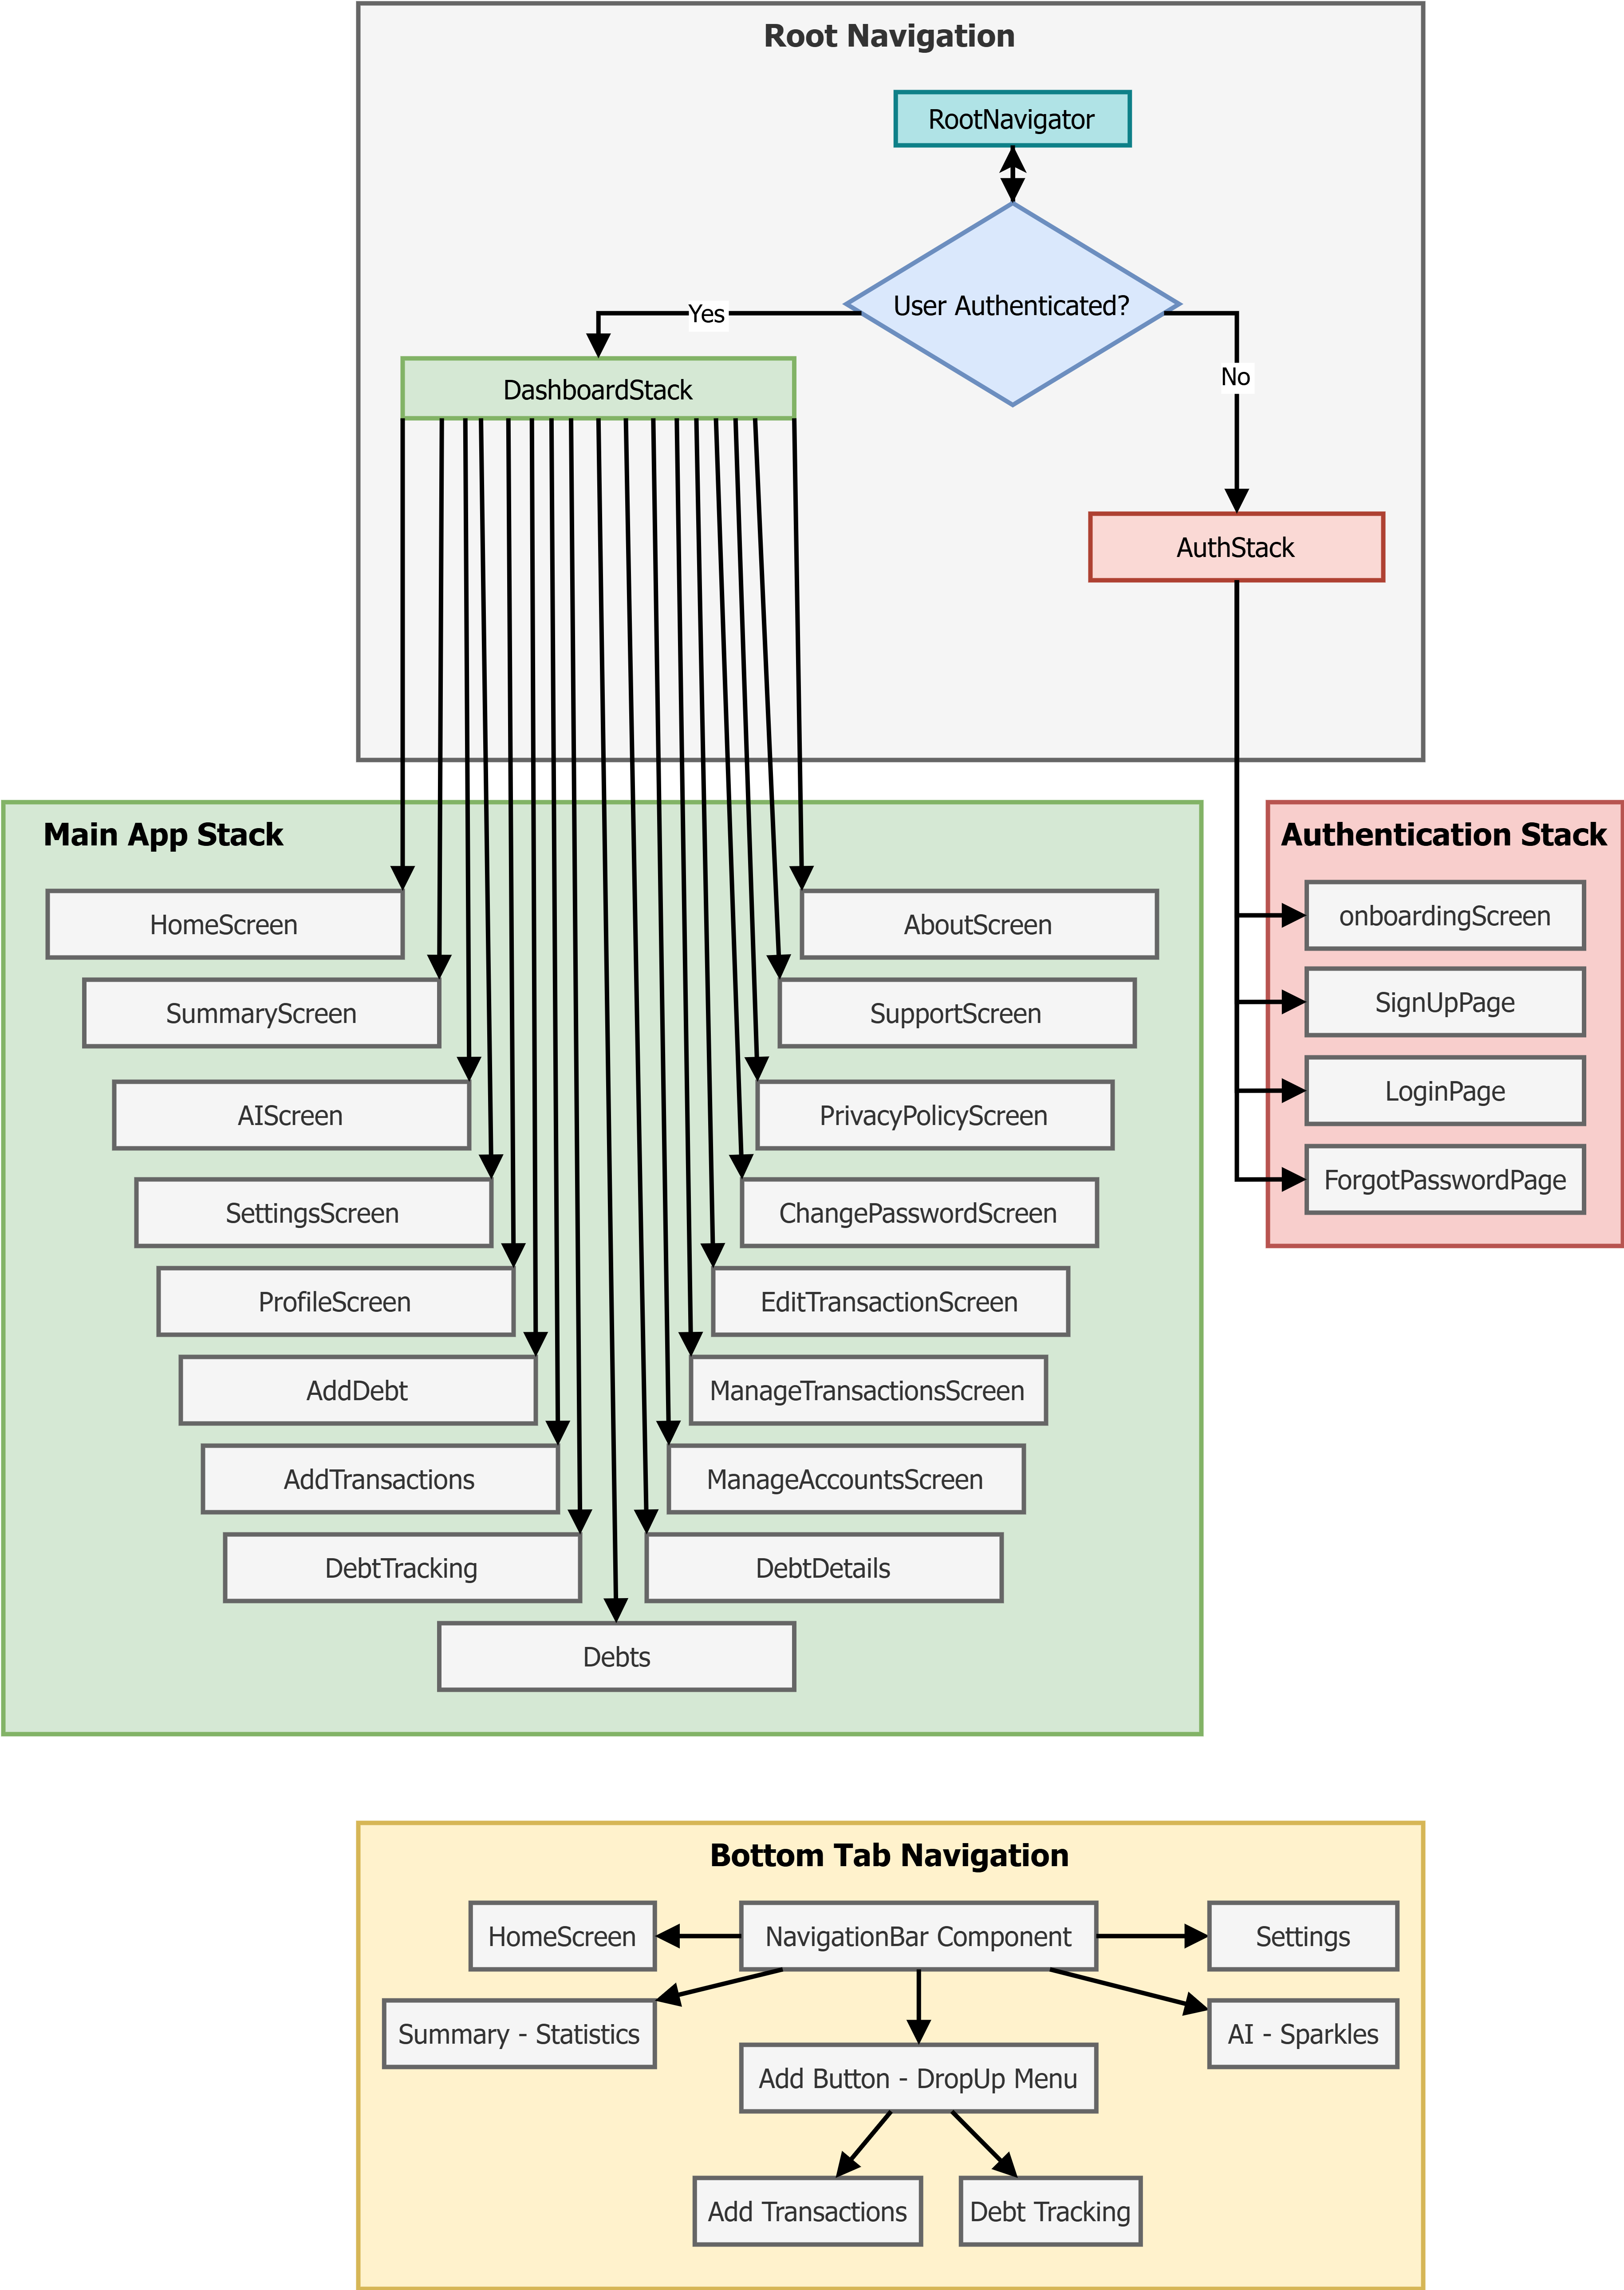 Root Navigation
RootNavigator
User Authenticated?
Yes
No
DashboardStack
AuthStack
Main App Stack
HomeScreen
AboutScreen
SummaryScreen
SupportScreen
AIScreen
PrivacyPolicyScreen
SettingsScreen
ChangePasswordScreen
ProfileScreen
EditTransactionScreen
AddDebt
ManageTransactionsScreen
AddTransactions
ManageAccountsScreen
DebtTracking
DebtDetails
Debts
Authentication Stack
onboardingScreen
SignUpPage
LoginPage
ForgotPasswordPage
Bottom Tab Navigation
HomeScreen
NavigationBar Component
Settings
Summary - Statistics
AI - Sparkles
Add Button - DropUp Menu
Add Transactions
Debt Tracking